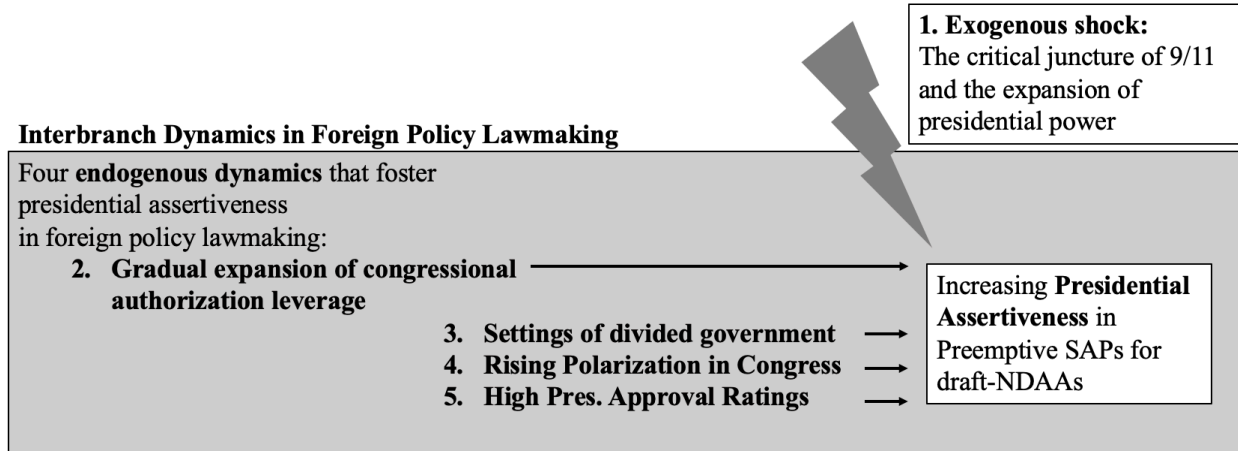 1. Exogenous shock:
The critical juncture of 9/11
and the expansion of
presidential power
Interbranch Dynamics in Foreign Policy Lawmaking
Four endogenous dynamics that foster
presidential assertiveness
in foreign policy lawmaking:
2. Gradual expansion of congressional
authorization leverage
3. Settings of divided government
4. Rising Polarization in Congress
5. High Pres. Approval Ratings
Increasing Presidential
Assertiveness in
Preemptive SAPs for
draft-NDAAs